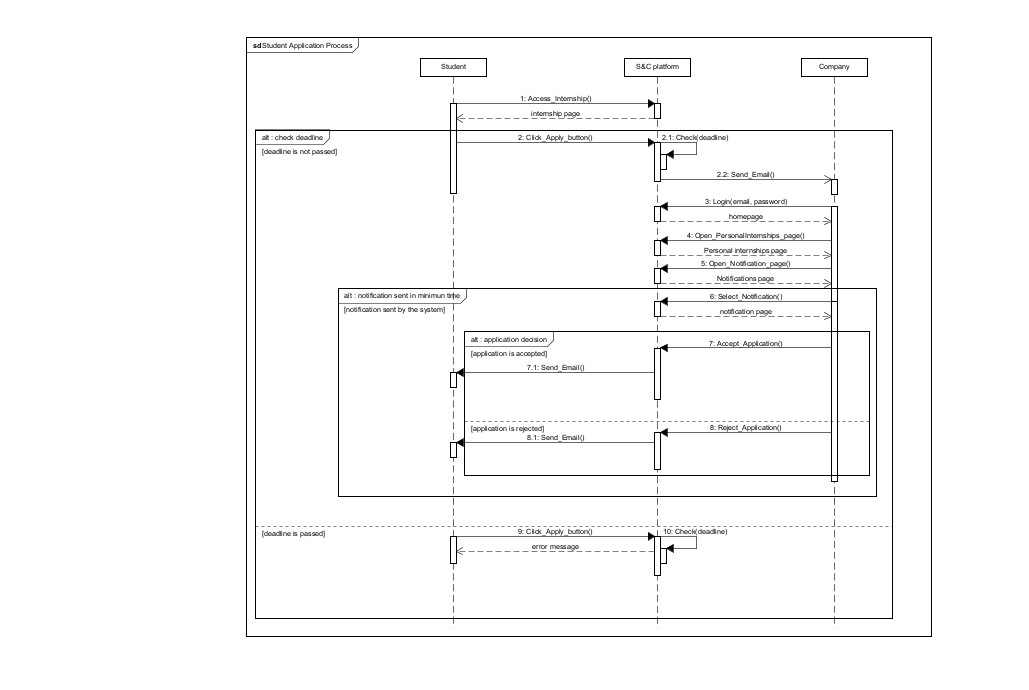 sd Student Application Process
Student
S&C platform
Company
1: Access_Internship()
internship page
alt : check deadline
[deadline is not passed]
2: Click_Apply_button()
2.1: Check(deadline)
2.2: Send_Email()
3: Login(email, password)
homepage
4: Open_PersonalInternships_page()
Personal internships page
5: Open_Notification_page()
Notifications page
alt : notification sent in minimun time
[notification sent by the system]
6: Select_Notification()
notification page
alt : application decision
[application is accepted]
7: Accept_Application()
7.1: Send_Email()
[application is rejected]
8: Reject_Application()
8.1: Send_Email()
[deadline is passed]
9: Click_Apply_button()
10: Check(deadline)
error message